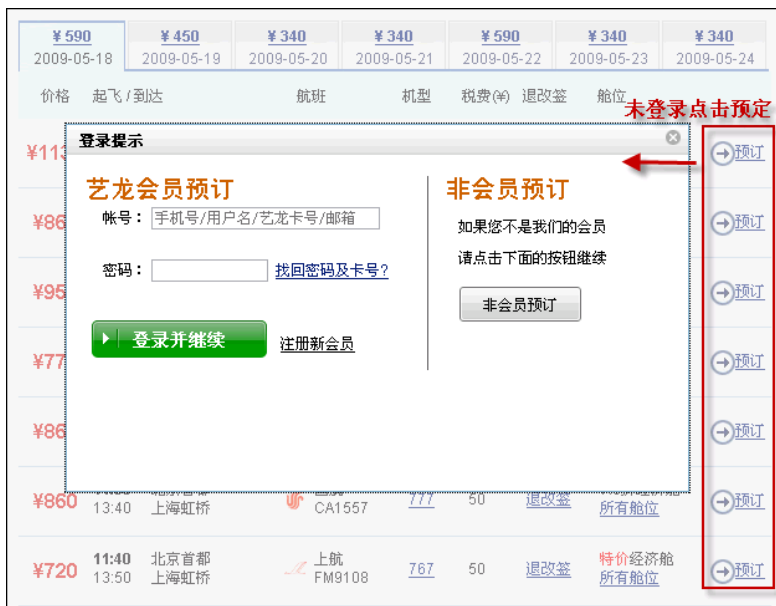 ¥590 ¥450 ¥340 ¥340 ¥590 ¥340 ¥340
2009-05-18 2009-05-19 2009-05-20 2009-05-21 2009-05-22 2009-05-23 2009-05-24
价格 起飞/到达 航班 机型 税费(¥) 退改签 舱位
未登录点击预定
登录提示
¥113 预订
艺龙会员预订 非会员预订
帐号： 手机号/用户名/艺龙卡号/邮箱 如果您不是我们的会员
¥86 预订
请点击下面的按钮继续
密码： 找回密码及卡号?
¥95 预订
非会员预订
登录并继续 注册新会员
¥77 预订
¥86 预订
¥860 13:40 上海虹桥 CA1557 777 50 退改签 所有舱位 预订
11:40 北京首都 上航 特价经济舱
¥720 13:50 上海虹桥 FM9108 767 50 退改签 所有舱位 预订